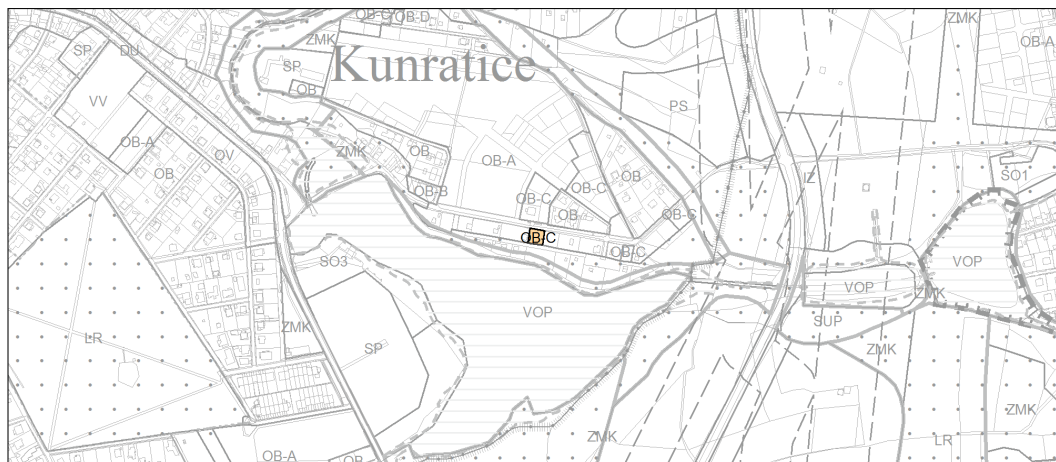 OB-C OB-D
ZMK
ZMK
OB-A
SP
DU
ZMK
Kunratice
SP
OB
VV
PS
OB-A
OV
ZMK
OB
OB-A
OB
OB-C
OB
IZ
SO1
OB-B
OB-C
OB
OB-C
OB-C
OB-C
SO3
VOP
VOP
VOP
ZMK
ZMK
SUP
LR
SP
ZMK
ZMK
ZMK
LR
OB-A
OB